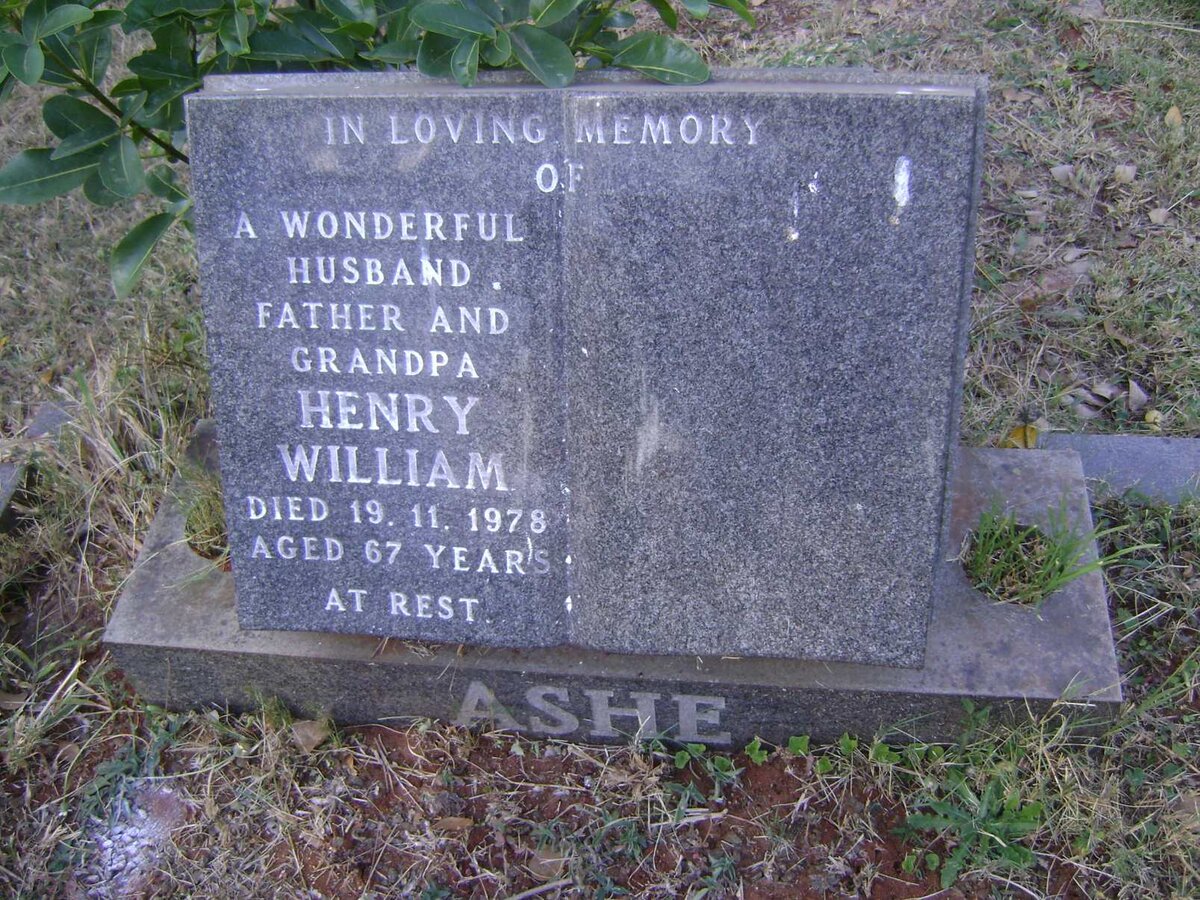 IN LOVING MEMORY
OF
A WONDERFUL
HUSBAND.
FATHER AND
GRANDPA
HENRY
WILLIAM
DIED 19. 11. 1978
AGED 67 YEARS
AT REST.
ASHE